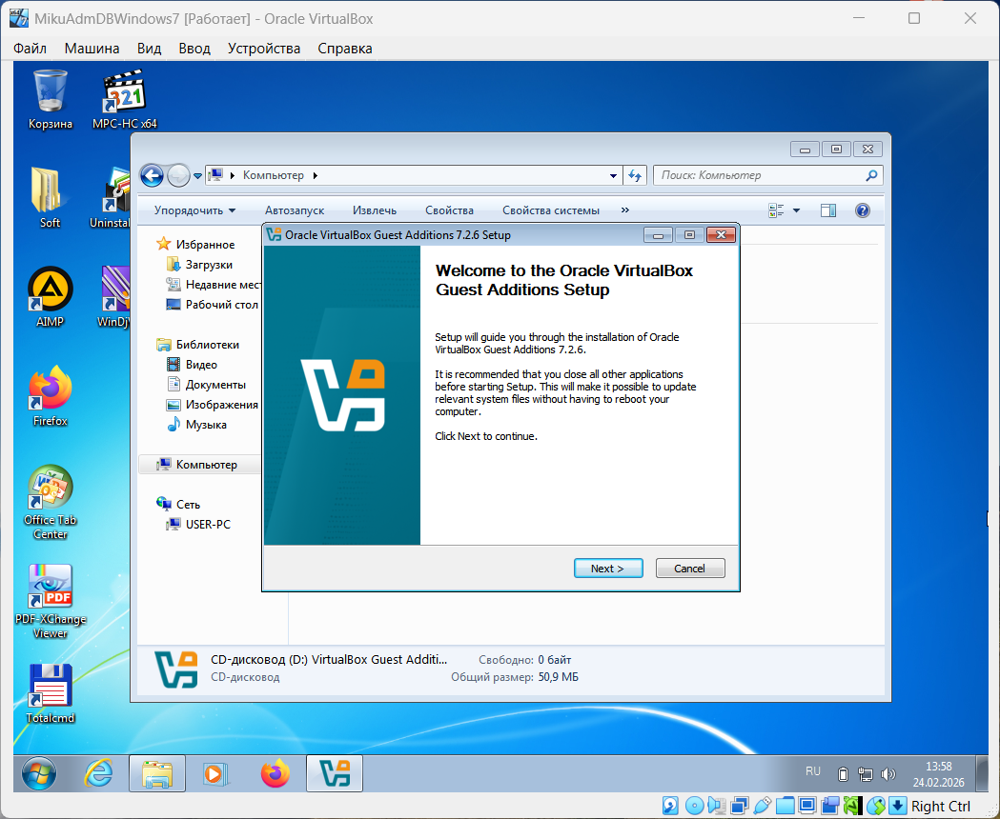 MikuAdmDBWindows7 [Работает] - Oracle VirtualBox
Файл Машина Вид Ввод Устройства Справка
Корзина
MPC-HC x64
Soft
Uninstal
AIMP
WinDjV
Firefox
Office Tab
Center
PDF
PDF-XChange
Viewer
Totalcmd
321
Компьютер
Поиск: Компьютер
Упорядочить Автозапуск Извлечь Свойства Свойства системы »
Избранное
Загрузки
Недавние мест
Рабочий стол
Библиотеки
Видео
Документы
Изображения
Музыка
Компьютер
Сеть
USER-PC
Oracle VirtualBox Guest Additions 7.2.6 Setup
Welcome to the Oracle VirtualBox
Guest Additions Setup
Setup will guide you through the installation of Oracle
VirtualBox Guest Additions 7.2.6.
It is recommended that you close all other applications
before starting Setup. This will make it possible to update
relevant system files without having to reboot your
computer.
Click Next to continue.
Next > Cancel
CD-дисковод (D:) VirtualBox Guest Additi... Свободно: 0 байт
CD-дисковод Общий размер: 50,9 МБ
RU
13:58
24.02.2026
Right Ctrl